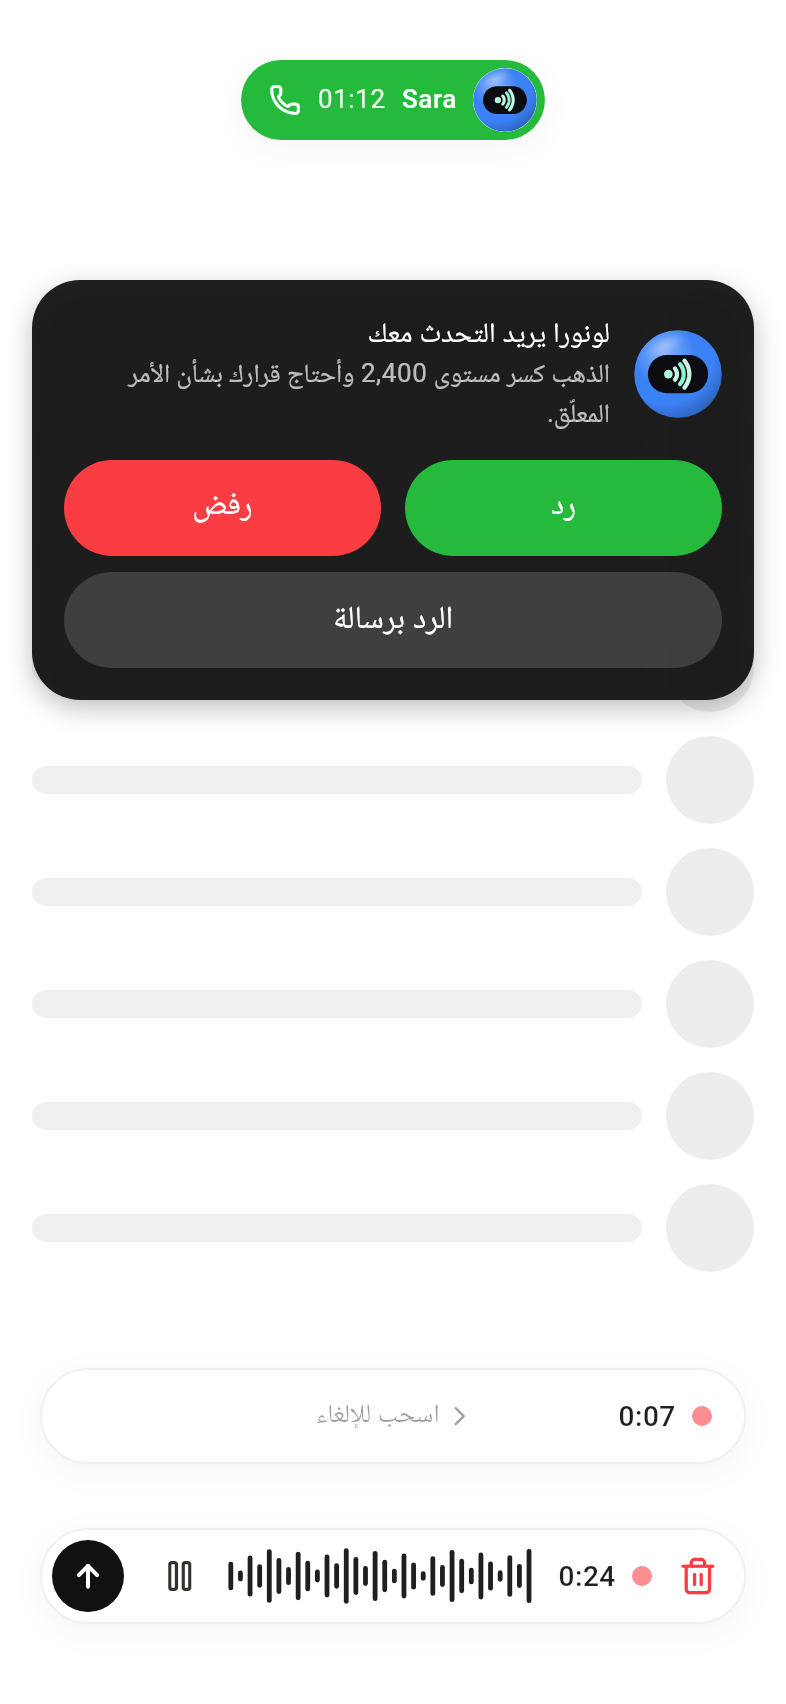 01:12 Sara
لونورا يريد التحدث معك
الذهب كسر مستوى 2,400 وأحتاج قرارك بشأن الأمر
المعلّق.
رد
رفض
الرد برسالة
0:07
اسحب للإلغاء
0:24